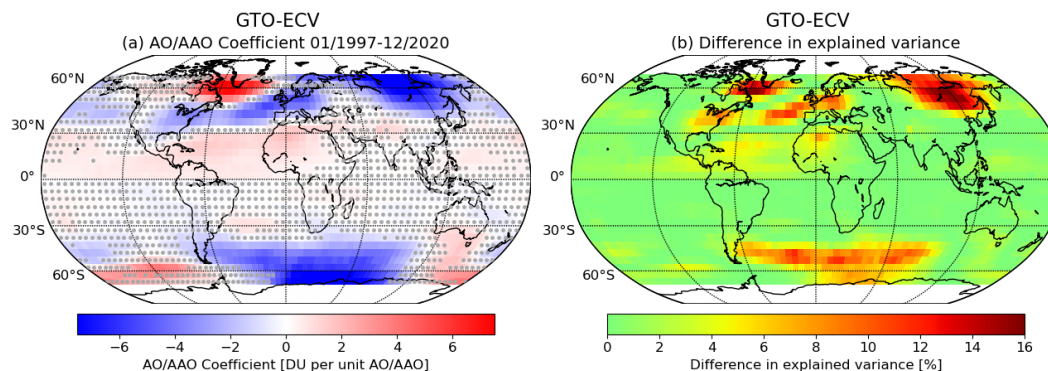 GTO-ECV
(a) AO/AAO Coefficient 01/1997-12/2020
60°N
30°N
0°
30°S
60°S
−6 −4 −2 0 2 4 6
AO/AAO Coefficient [DU per unit AO/AAO]
GTO-ECV
(b) Difference in explained variance
60°N
30°N
0°
30°S
60°S
0 2 4 6 8 10 12 14 16
Difference in explained variance [%]